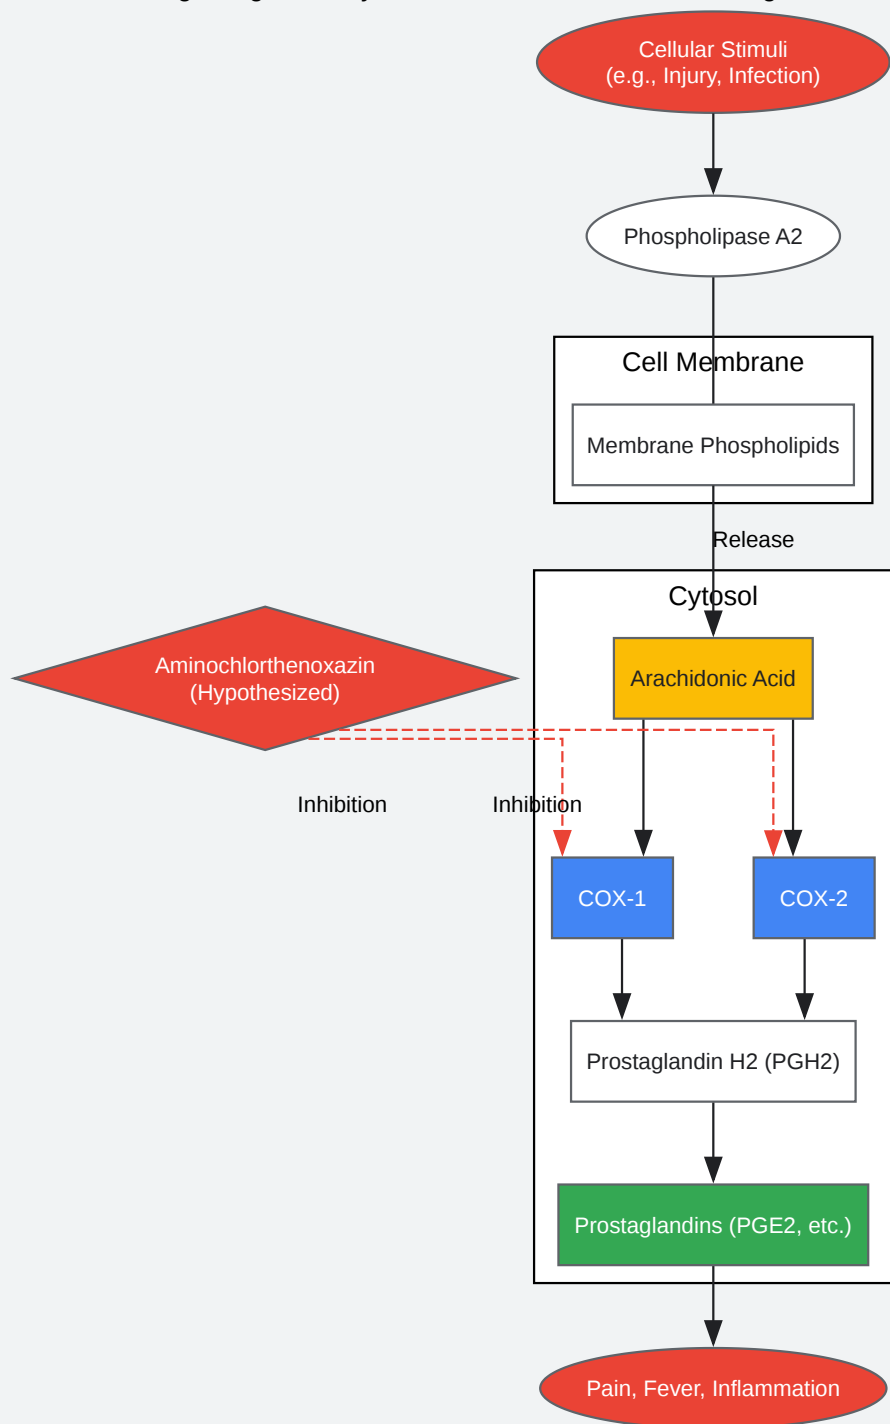 Cellular Stimuli
(e.g., Injury, Infection)
Phospholipase A2
Cell Membrane
Membrane Phospholipids
Release
Cytosol
Aminochlorthenoxazin
(Hypothesized)
Arachidonic Acid
Inhibition
Inhibition
COX-1
COX-2
Prostaglandin H2 (PGH2)
Prostaglandins (PGE2, etc.)
Pain, Fever, Inflammation